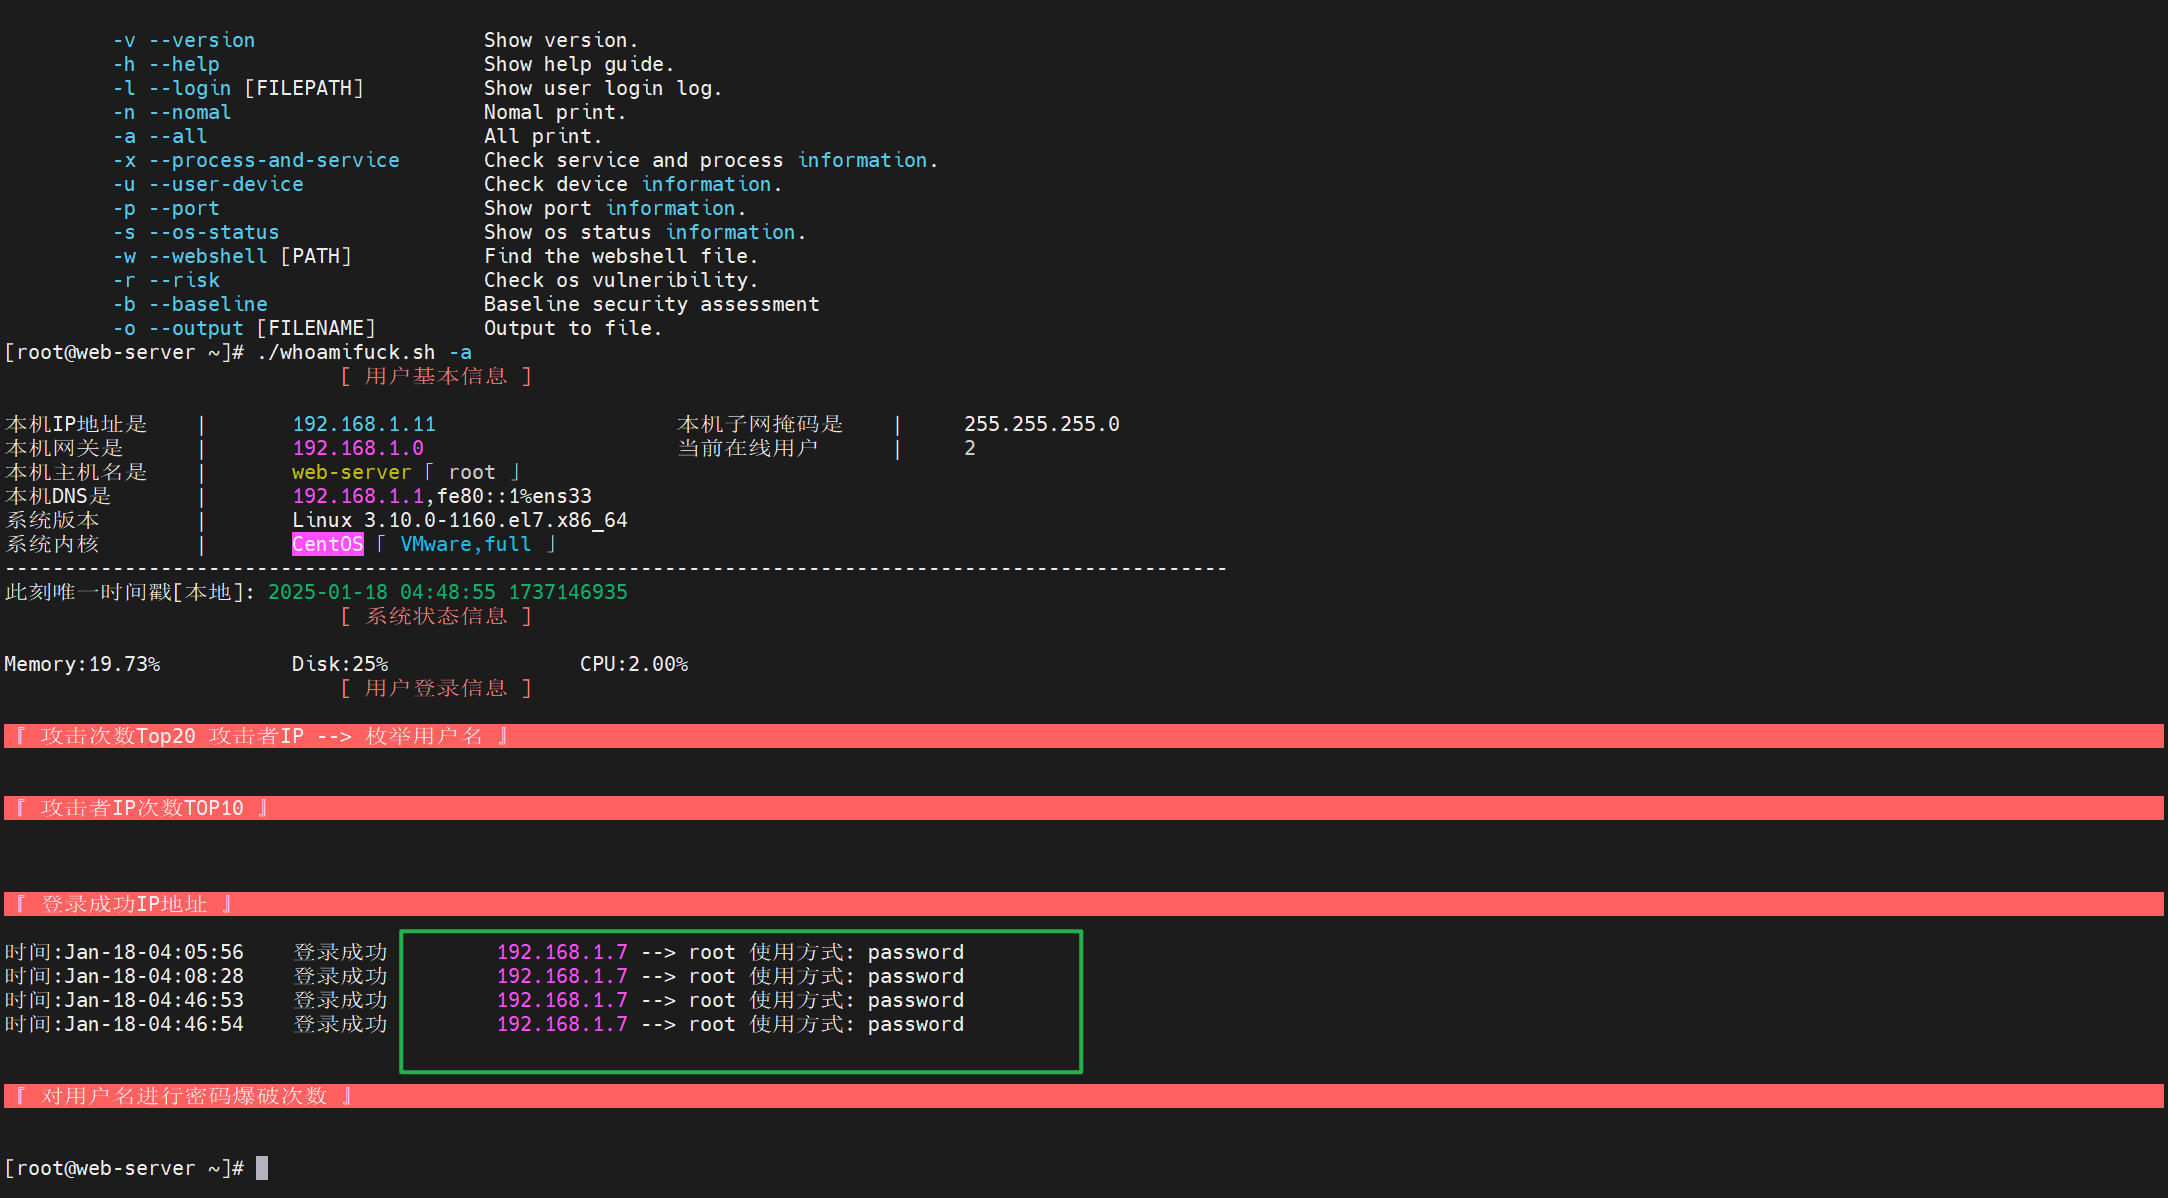 -v --version Show version.
-h --help Show help guide.
-l --login [FILEPATH] Show user login log.
-n --nomal Nomal print.
-a --all All print.
-x --process-and-service Check service and process information.
-u --user-device Check device information.
-p --port Show port information.
-s --os-status Show os status information.
-w --webshell [PATH] Find the webshell file.
-r --risk Check os vulneribility.
-b --baseline Baseline security assessment
-o --output [FILENAME] Output to file.
[root@web-server ~]# ./whoamifuck.sh -a
[ 用户基本信息 ]
本机IP地址是 | 192.168.1.11 本机子网掩码是 | 255.255.255.0
本机网关是 | 192.168.1.0 当前在线用户 | 2
本机主机名是 | web-server「 root 」
本机DNS是 | 192.168.1.1,fe80::1%ens33
系统版本 | Linux 3.10.0-1160.el7.x86_64
系统内核 | CentOS「 VMware,full 」
------------------------------------------------------------------------------------------------------
此刻唯一时间戳[本地]: 2025-01-18 04:48:55 1737146935
[ 系统状态信息 ]
Memory:19.73% Disk:25% CPU:2.00%
[ 用户登录信息 ]
『 攻击次数Top20 攻击者IP --> 枚举用户名 』
『 攻击者IP次数TOP10 』
『 登录成功IP地址 』
时间:Jan-18-04:05:56 登录成功 192.168.1.7 --> root 使用方式: password
时间:Jan-18-04:08:28 登录成功 192.168.1.7 --> root 使用方式: password
时间:Jan-18-04:46:53 登录成功 192.168.1.7 --> root 使用方式: password
时间:Jan-18-04:46:54 登录成功 192.168.1.7 --> root 使用方式: password
『 对用户名进行密码爆破次数 』
[root@web-server ~]#